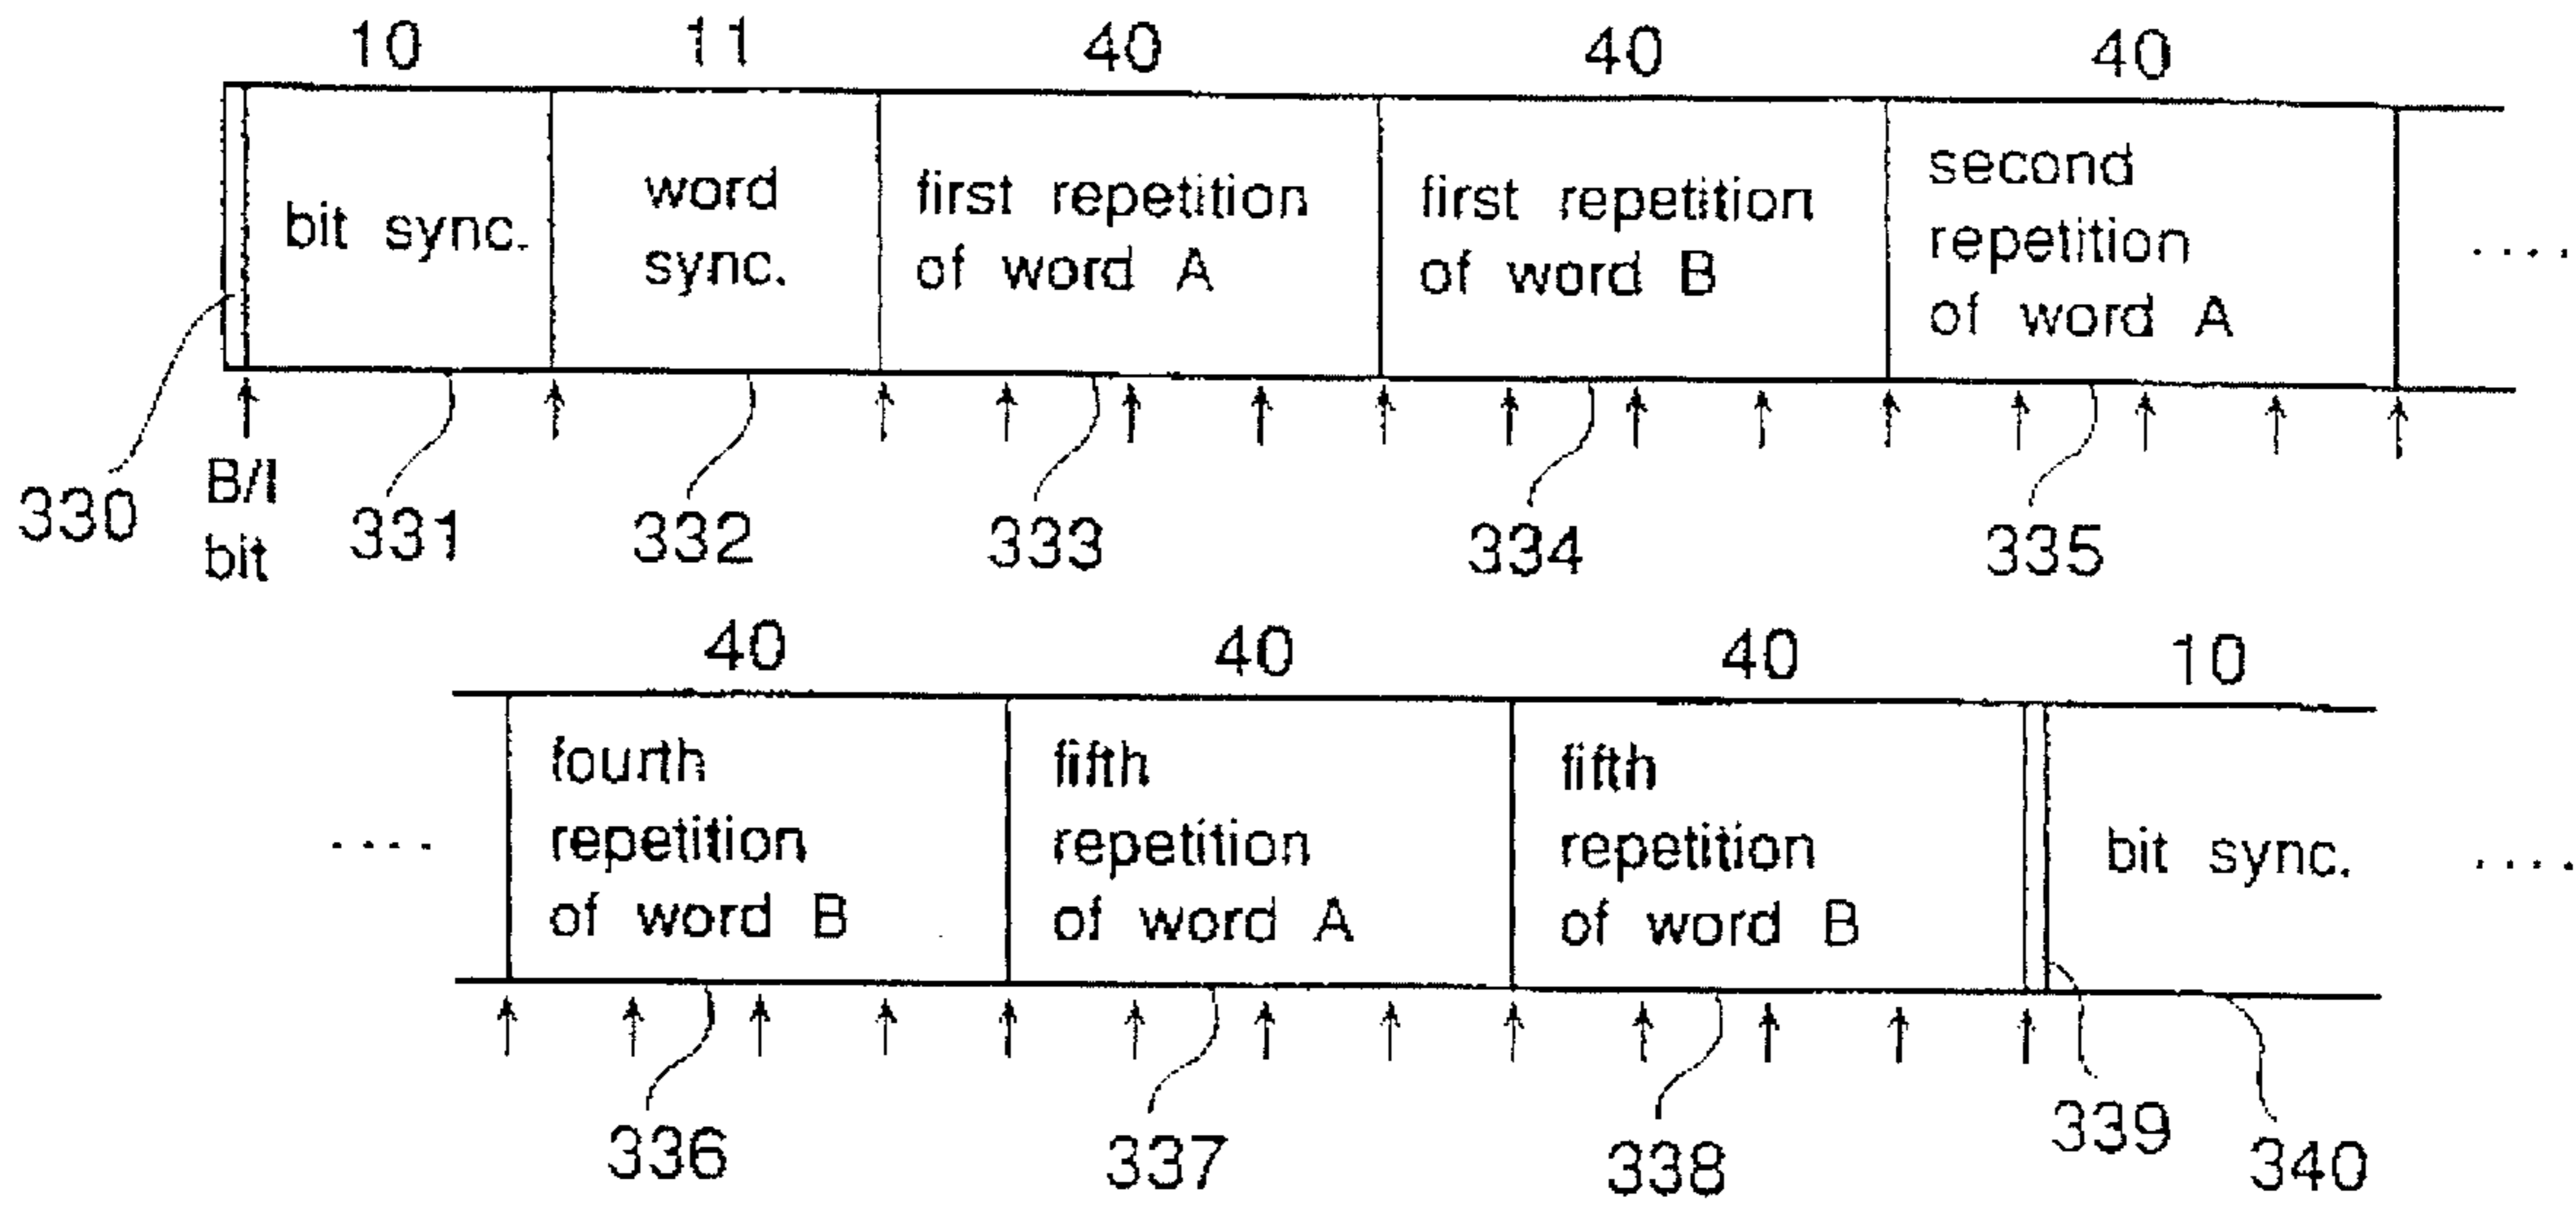 10 11 40 40 40
bit sync.
word
sync.
first repetition
of word A
first repetition
of word B
second
repetition
of word A
....
330
B/I
bit
331 332 333 334 335
40 40 40 10
....
fourth
repetition
of word B
fifth
repetition
of word A
fifth
repetition
of word B
bit sync.
....
336 337 338 339 340